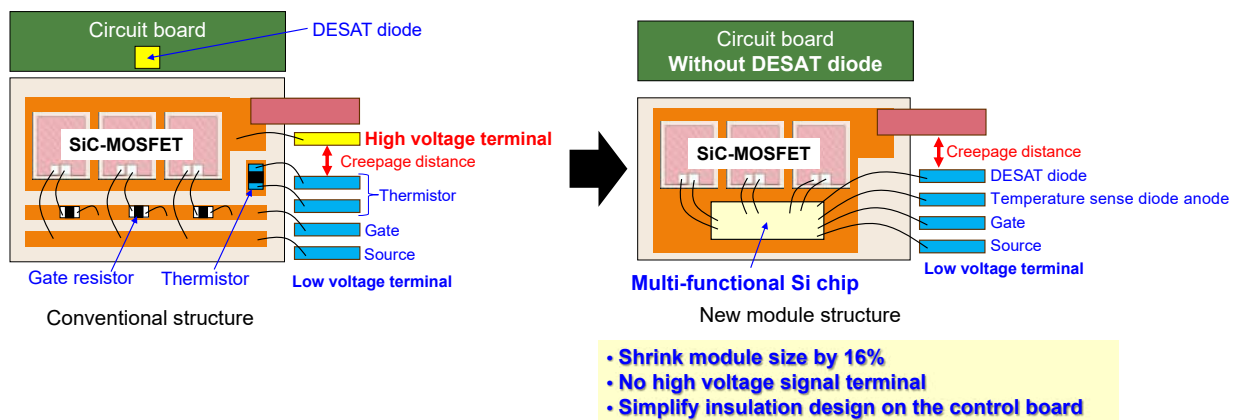 Circuit board
DESAT diode
SiC-MOSFET
High voltage terminal
Creepage distance
Thermistor
Gate
Source
Gate resistor
Thermistor
Low voltage terminal
Conventional structure
Circuit board
Without DESAT diode
SiC-MOSFET
Creepage distance
DESAT diode
Temperature sense diode anode
Gate
Source
Low voltage terminal
Multi-functional Si chip
New module structure
• Shrink module size by 16%
• No high voltage signal terminal
• Simplify insulation design on the control board